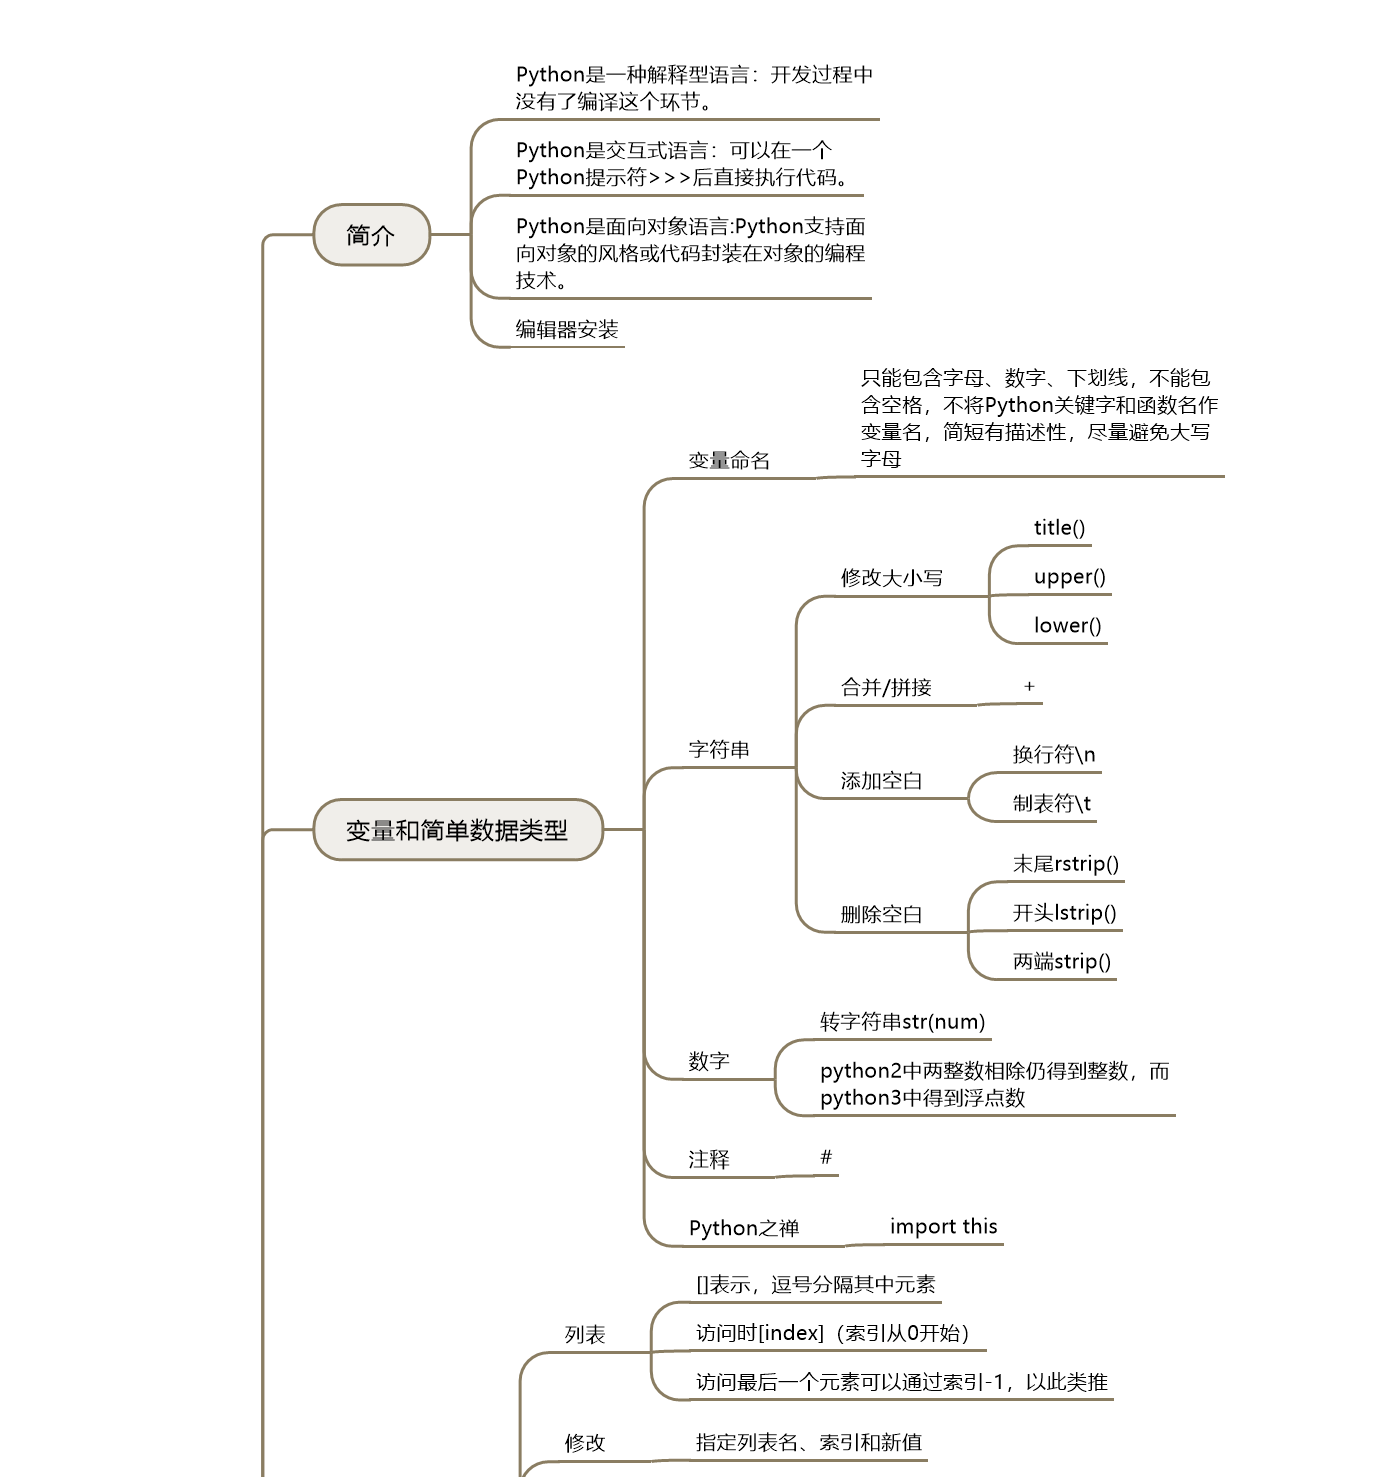 Python是一种解释型语言：开发过程中
没有了编译这个环节。
Python是交互式语言：可以在一个
Python提示符>>>后直接执行代码。
简介
Python是面向对象语言:Python支持面
向对象的风格或代码封装在对象的编程
技术。
编辑器安装
只能包含字母、数字、下划线，不能包
含空格，不将Python关键字和函数名作
变量名，简短有描述性，尽量避免大写
字母
变量命名
title()
修改大小写
upper()
lower()
合并/拼接
+
字符串
换行符\n
添加空白
制表符\t
变量和简单数据类型
末尾rstrip()
删除空白
开头lstrip()
两端strip()
转字符串str(num)
数字
python2中两整数相除仍得到整数，而
python3中得到浮点数
注释
#
Python之禅
import this
[]表示，逗号分隔其中元素
列表
访问时[index]（索引从0开始）
访问最后一个元素可以通过索引-1，以此类推
修改
指定列表名、索引和新值